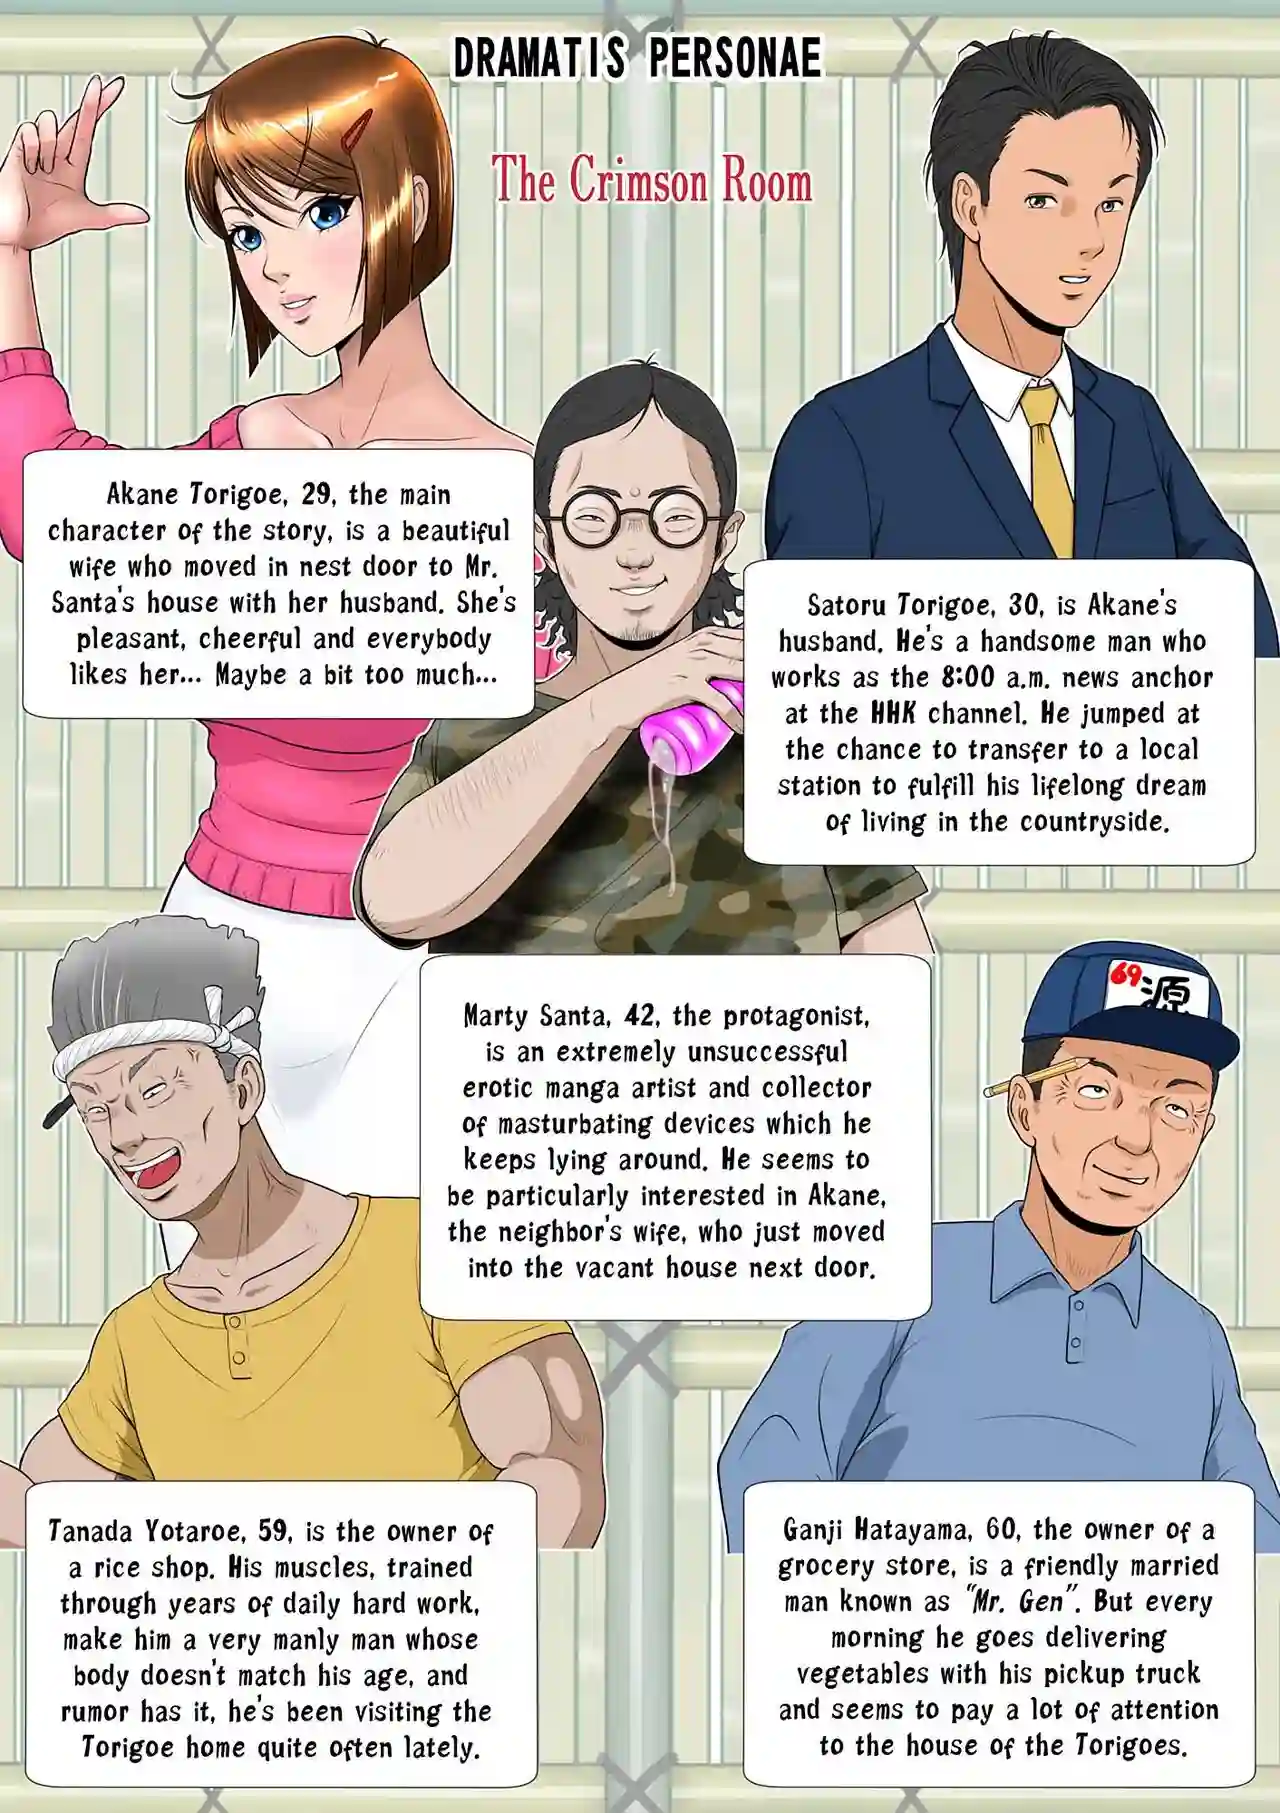 DRAMATIS PERSONAE
The Crimson Room
Akane Torigoe, 29, the main
character of the story, is a beautiful
wife who moved in nest door to Mr.
Santa's house with her husband. She's
pleasant, cheerful and everybody
likes her... Maybe a bit too much...
Satoru Torigoe, 30, is Akane's
husband. He's a handsome man who
works as the 8:00 a.m. news anchor
at the HHK channel. He jumped at
the chance to transfer to a local
station to fulfill his lifelong dream
of living in the countryside.
Marty Santa, 42, the protagonist,
is an extremely unsuccessful
erotic manga artist and collector
of masturbating devices which he
keeps lying around. He seems to
be particularly interested in Akane,
the neighbor's wife, who just moved
into the vacant house next door.
69
源
Tanada Yotaroe, 59, is the owner of
a rice shop. His muscles, trained
through years of daily hard work,
make him a very manly man whose
body doesn't match his age, and
rumor has it, he's been visiting the
Torigoe home quite often lately.
Ganji Hatayama, 60, the owner of a
grocery store, is a friendly married
man known as "Mr. Gen". But every
morning he goes delivering
vegetables with his pickup truck
and seems to pay a lot of attention
to the house of the Torigoes.